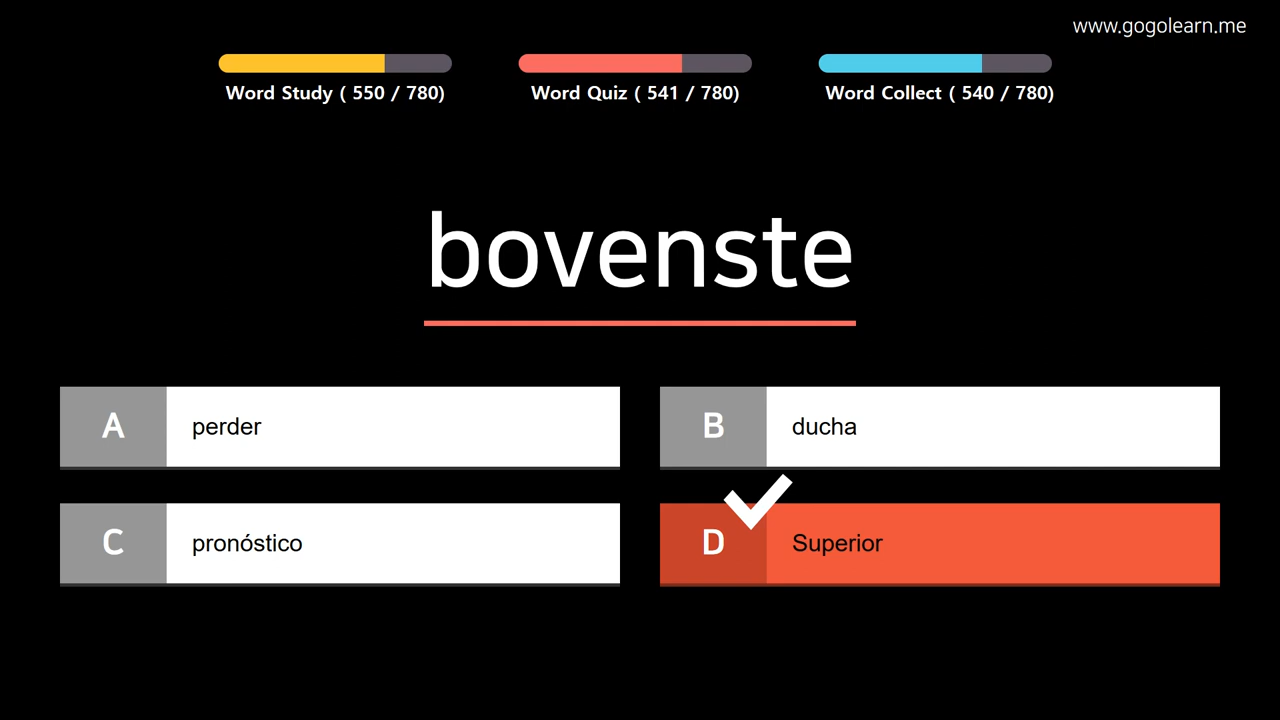 www.gogolearn.me
Word Study ( 550 / 780)
Word Quiz ( 541 / 780)
Word Collect ( 540 / 780)
bovenste
A perder
B ducha
C pronóstico
D Superior